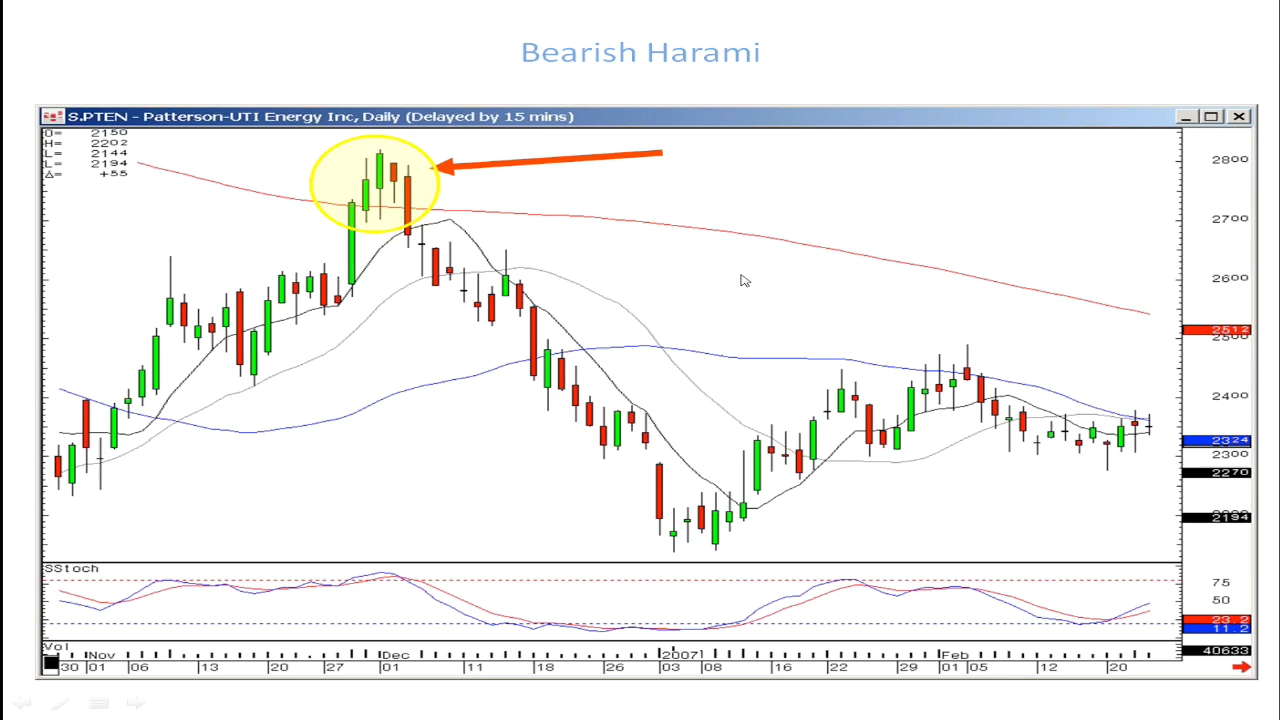 Bearish Harami
S.PTEN - Patterson-UTI Energy Inc, Daily (Delayed by 15 mins)
O= 2150
H= 2202
L= 2144
L= 2194
Δ= +55
2800
2700
2600
2512
2500
2400
2324
2300
2270
2194
SStoch
75
50
23.2
11.2
Vol
40633
Nov Dec 2007 Feb
30 01 06 13 20 27 01 11 18 26 03 08 16 22 29 01 05 12 20